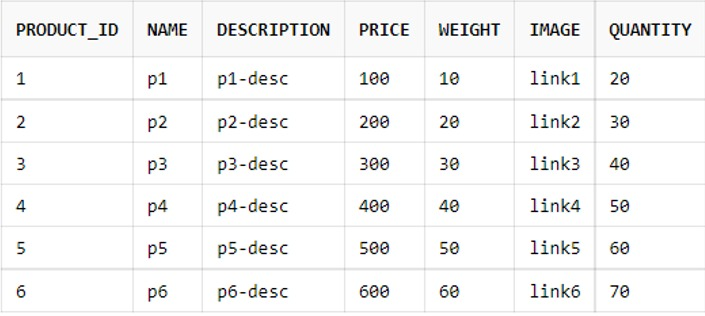 PRODUCT_ID NAME DESCRIPTION PRICE WEIGHT IMAGE QUANTITY
1 p1 p1-desc 100 10 link1 20
2 p2 p2-desc 200 20 link2 30
3 p3 p3-desc 300 30 link3 40
4 p4 p4-desc 400 40 link4 50
5 p5 p5-desc 500 50 link5 60
6 p6 p6-desc 600 60 link6 70